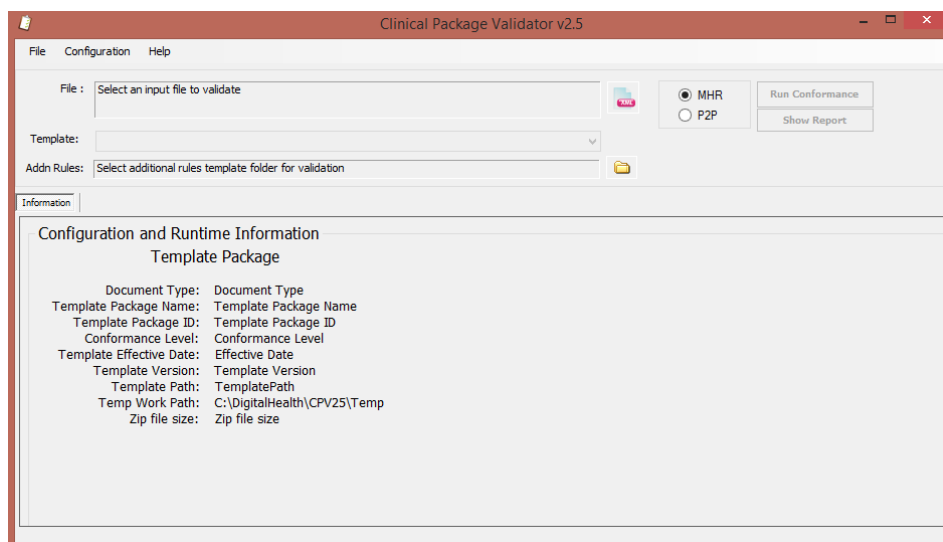 Clinical Package Validator v2.5
File Configuration Help
File : Select an input file to validate
XML
MHR
Run Conformance
P2P
Show Report
Template:
Addn Rules: Select additional rules template folder for validation
Information
Configuration and Runtime Information
Template Package
Document Type: Document Type
Template Package Name: Template Package Name
Template Package ID: Template Package ID
Conformance Level: Conformance Level
Template Effective Date: Effective Date
Template Version: Template Version
Template Path: TemplatePath
Temp Work Path: C:\DigitalHealth\CPV25\Temp
Zip file size: Zip file size